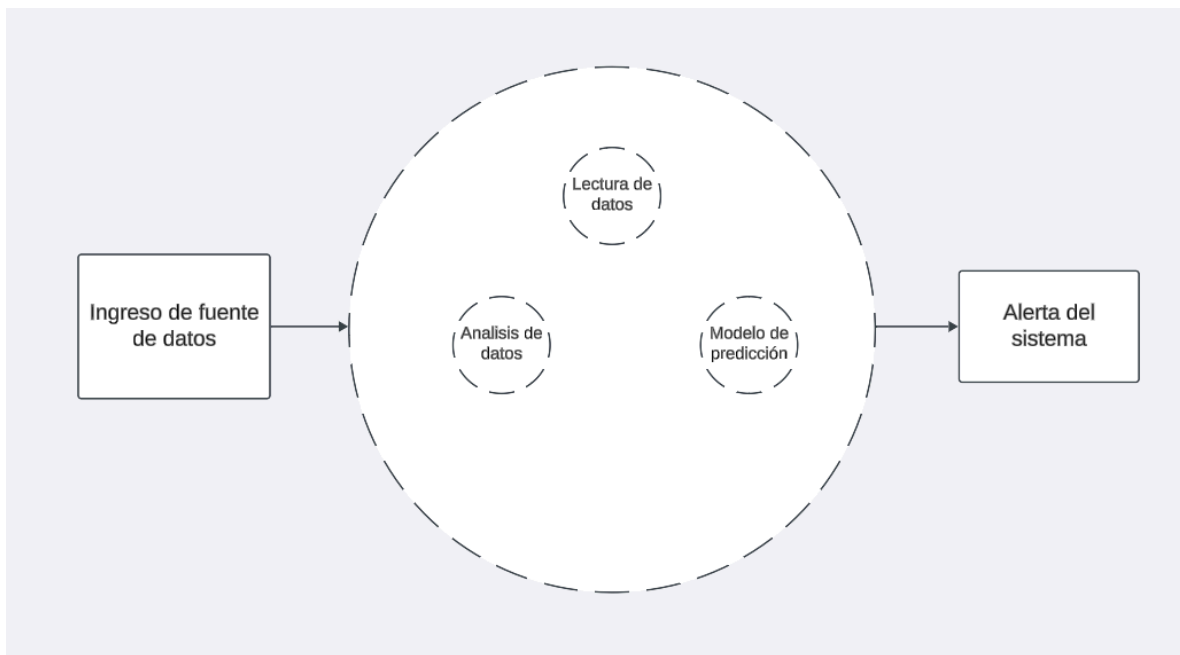 Lectura de
datos
Ingreso de fuente
de datos
Analisis de
datos
Modelo de
predicción
Alerta del
sistema